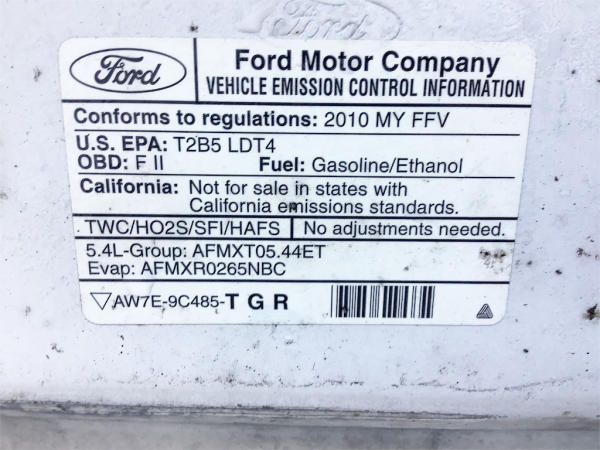 Ford
Ford Motor Company
VEHICLE EMISSION CONTROL INFORMATION
Conforms to regulations: 2010 MY FFV
U.S. EPA: T2B5 LDT4
OBD: F II Fuel: Gasoline/Ethanol
California: Not for sale in states with
California emissions standards.
TWC/HO2S/SFI/HAFS No adjustments needed.
5.4L-Group: AFMXT05.44ET
Evap: AFMXR0265NBC
AW7E-9C485-T G R
Ford
Ford